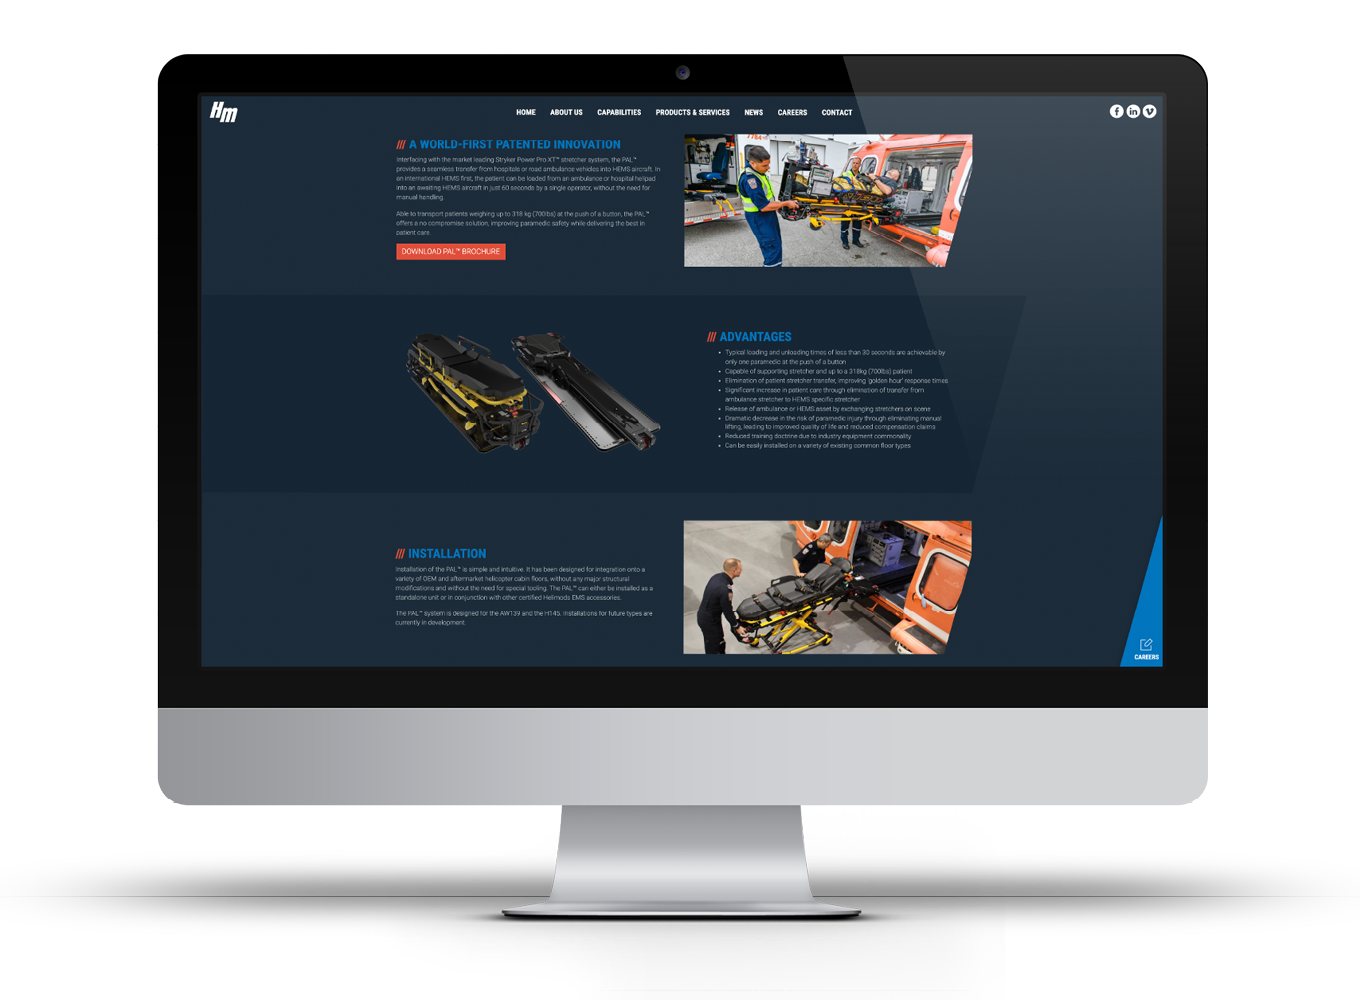 Hm
HOME ABOUT US CAPABILITIES PRODUCTS & SERVICES NEWS CAREERS CONTACT
f in v
/// A WORLD-FIRST PATENTED INNOVATION
Interfacing with the market leading Stryker Power Pro XT™ stretcher system, the PAL™
provides a seamless transfer from hospitals or road ambulance vehicles into HEMS aircraft. In
an international HEMS first, the patient can be loaded from an ambulance or hospital helipad
into an awaiting HEMS aircraft in just 60 seconds by a single operator, without the need for
manual handling.
Able to transport patients weighing up to 318 kg (700lbs) at the push of a button, the PAL™
offers a no compromise solution, improving paramedic safety while delivering the best in
patient care.
DOWNLOAD PAL™ BROCHURE
/// ADVANTAGES
• Typical loading and unloading times of less than 30 seconds are achievable by
only one paramedic at the push of a button
• Capable of supporting stretcher and up to a 318kg (700lbs) patient
• Elimination of patient stretcher transfer, improving 'golden hour' response times
• Significant increase in patient care through elimination of transfer from
ambulance stretcher to HEMS specific stretcher
• Release of ambulance or HEMS asset by exchanging stretchers on scene
• Dramatic decrease in the risk of paramedic injury through eliminating manual
lifting, leading to improved quality of life and reduced compensation claims
• Reduced training doctrine due to industry equipment commonality
• Can be easily installed on a variety of existing common floor types
/// INSTALLATION
Installation of the PAL™ is simple and intuitive. It has been designed for integration onto a
variety of OEM and aftermarket helicopter cabin floors, without any major structural
modifications and without the need for special tooling. The PAL™ can either be installed as a
standalone unit or in conjunction with other certified Helimods EMS accessories.
The PAL™ system is designed for the AW139 and the H145. Installations for future types are
currently in development.
CAREERS